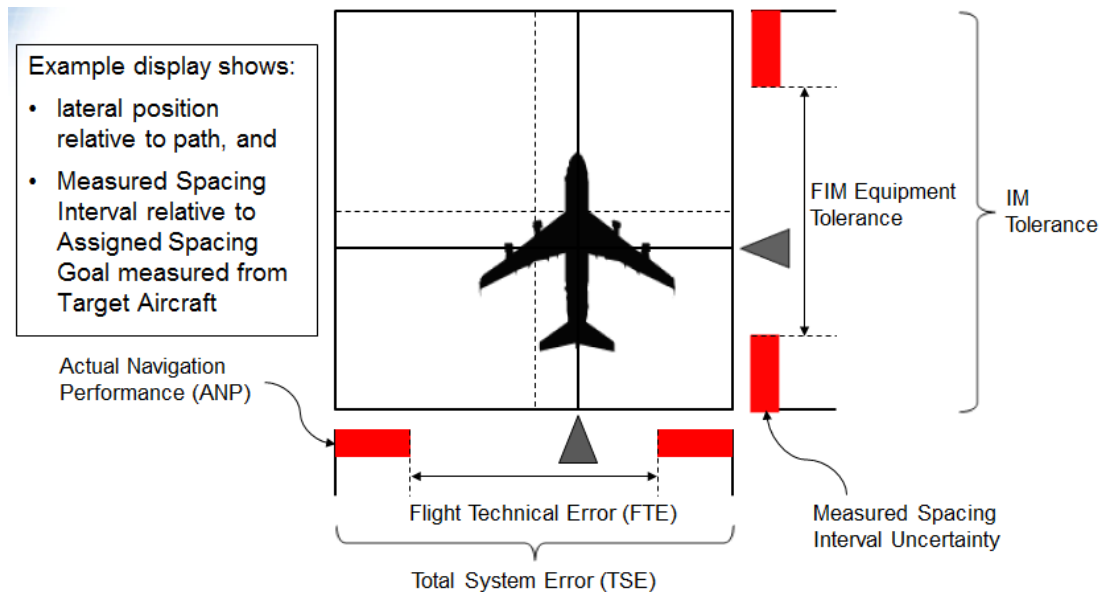 Example display shows:
• lateral position
relative to path, and
• Measured Spacing
Interval relative to
Assigned Spacing
Goal measured from
Target Aircraft
Actual Navigation
Performance (ANP)
FIM Equipment
Tolerance
IM
Tolerance
Flight Technical Error (FTE)
Total System Error (TSE)
Measured Spacing
Interval Uncertainty